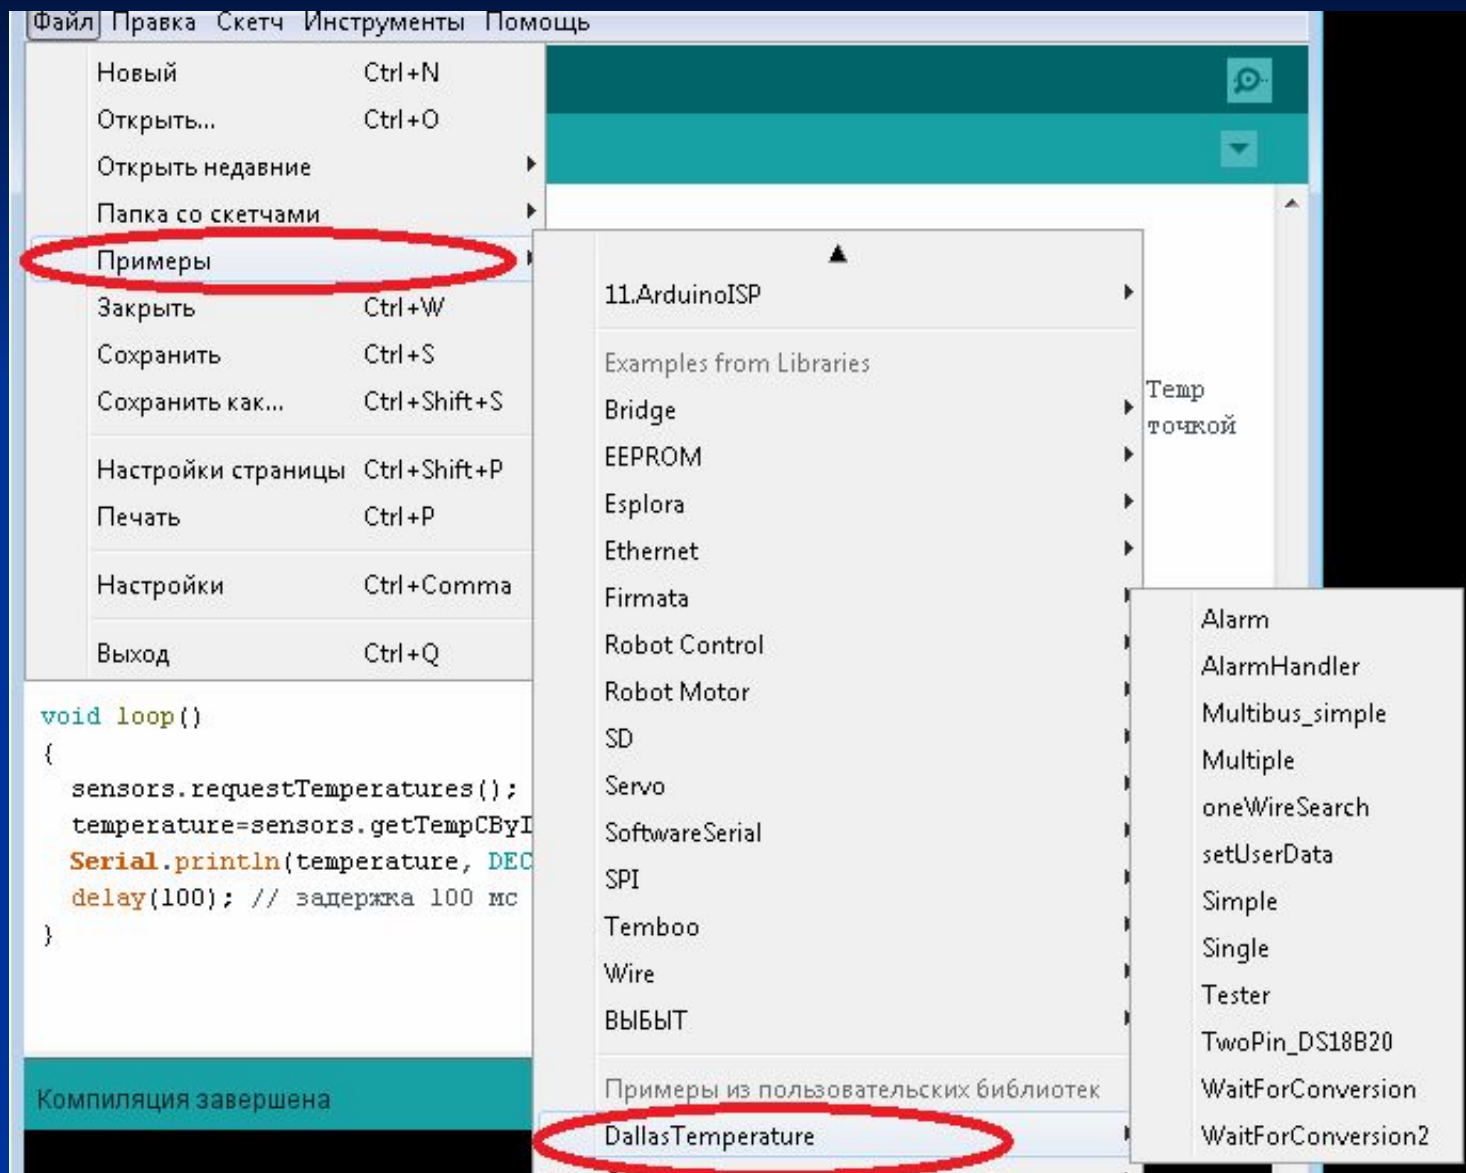 Файл Правка Скетч Инструменты Помощь
Новый Ctrl+N
Открыть... Ctrl+O
Открыть недавние
Папка со скетчами
Примеры
Закрыть Ctrl+W
Сохранить Ctrl+S
Сохранить как... Ctrl+Shift+S
Настройки страницы Ctrl+Shift+P
Печать Ctrl+P
Настройки Ctrl+Comma
Выход Ctrl+Q
11.ArduinoISP
Examples from Libraries
Bridge
EEPROM
Esplora
Ethernet
Firmata
Robot Control
Robot Motor
SD
Servo
SoftwareSerial
SPI
Temboo
Wire
ВЫБЫТ
Примеры из пользовательских библиотек
DallasTemperature
Alarm
AlarmHandler
Multibus_simple
Multiple
oneWireSearch
setUserData
Simple
Single
Tester
TwoPin_DS18B20
WaitForConversion
WaitForConversion2
Temp
точкой
void loop()
{
sensors.requestTemperatures();
temperature=sensors.getTempCByI
Serial.println(temperature, DEC
delay(100); // задержка 100 мс
}
Компиляция завершена